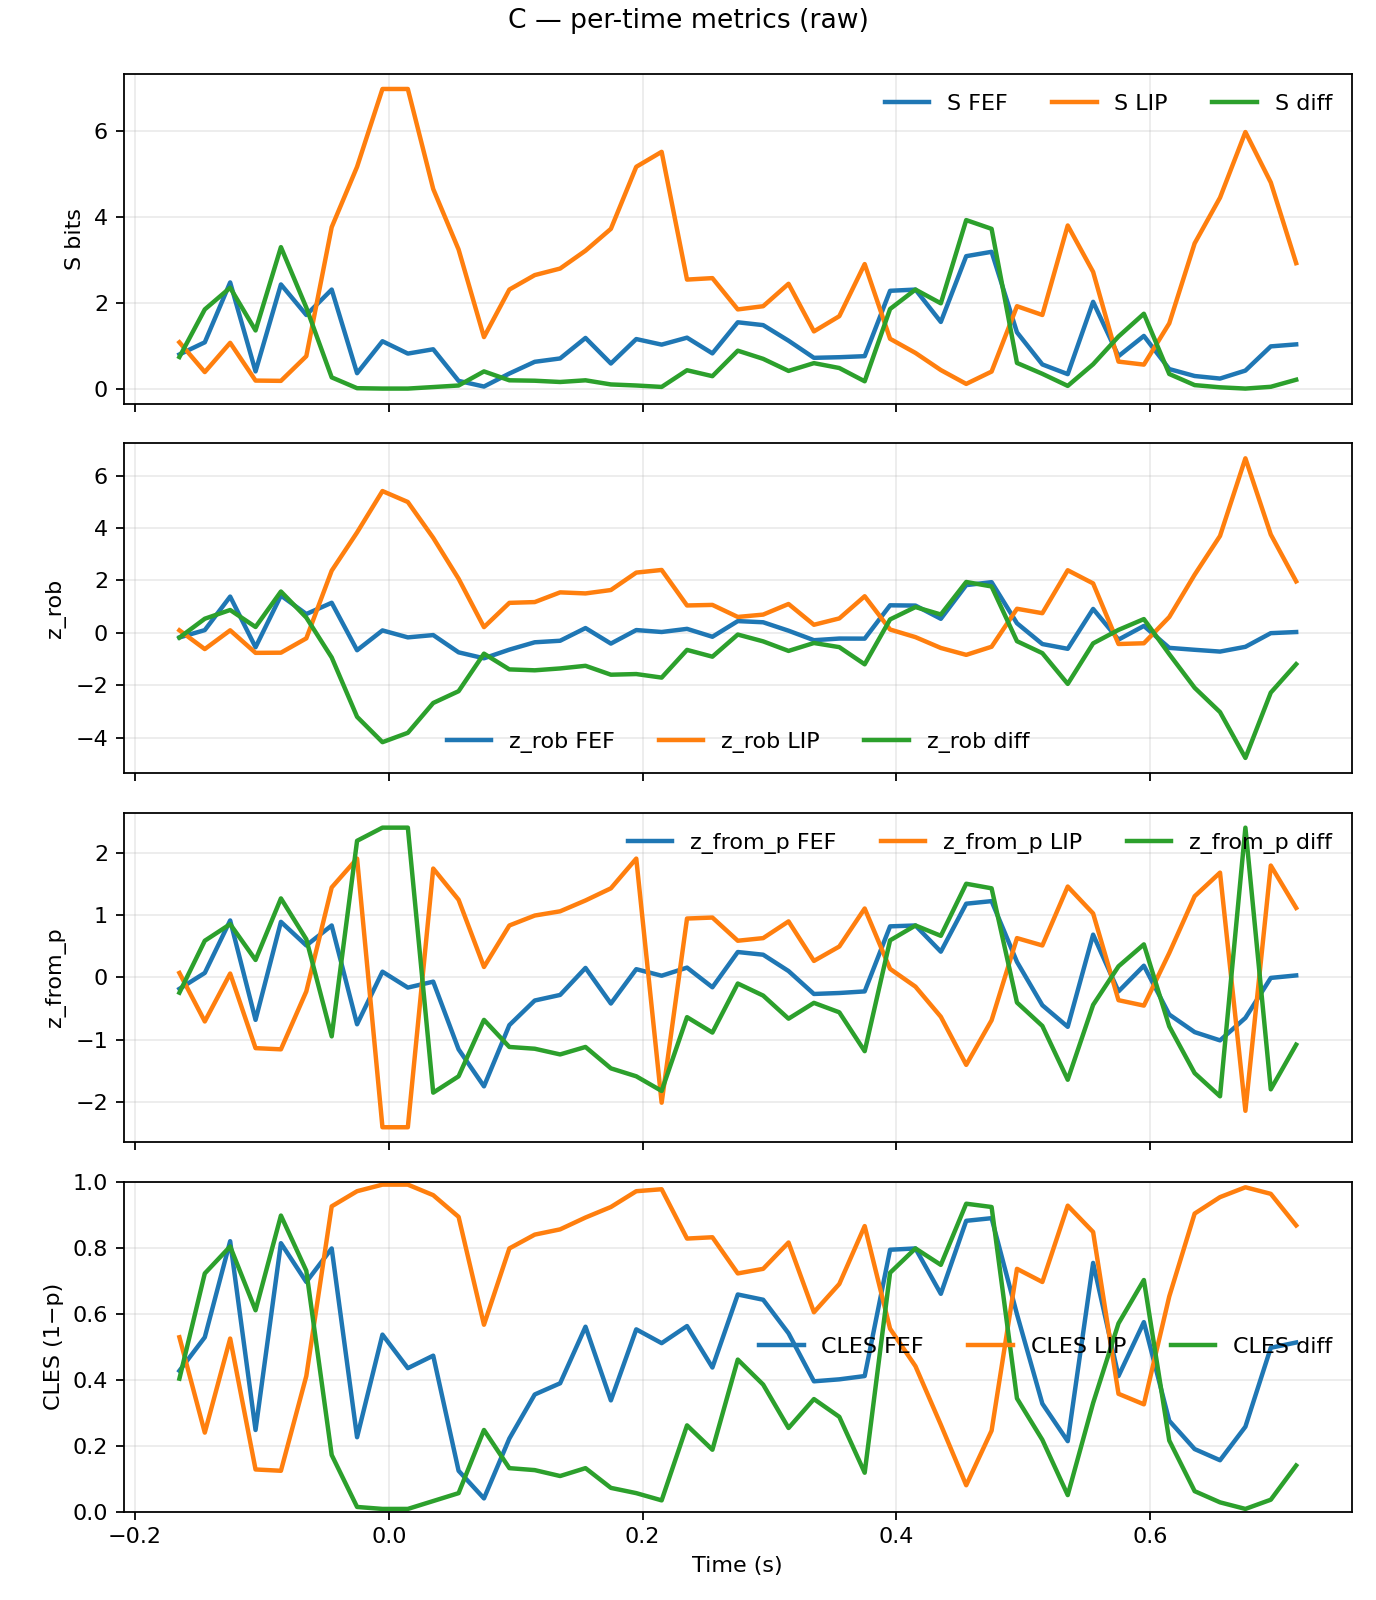 C — per-time metrics (raw)
S FEF S LIP S diff
6
4
2
0
S bits
6
4
2
0
−2
−4
z_rob
z_rob FEF z_rob LIP z_rob diff
z_from_p FEF z_from_p LIP z_from_p diff
2
1
0
−1
−2
z_from_p
1.0
0.8
0.6
0.4
0.2
0.0
CLES (1−p)
CLES FEF CLES LIP CLES diff
−0.2 0.0 0.2 0.4 0.6
Time (s)